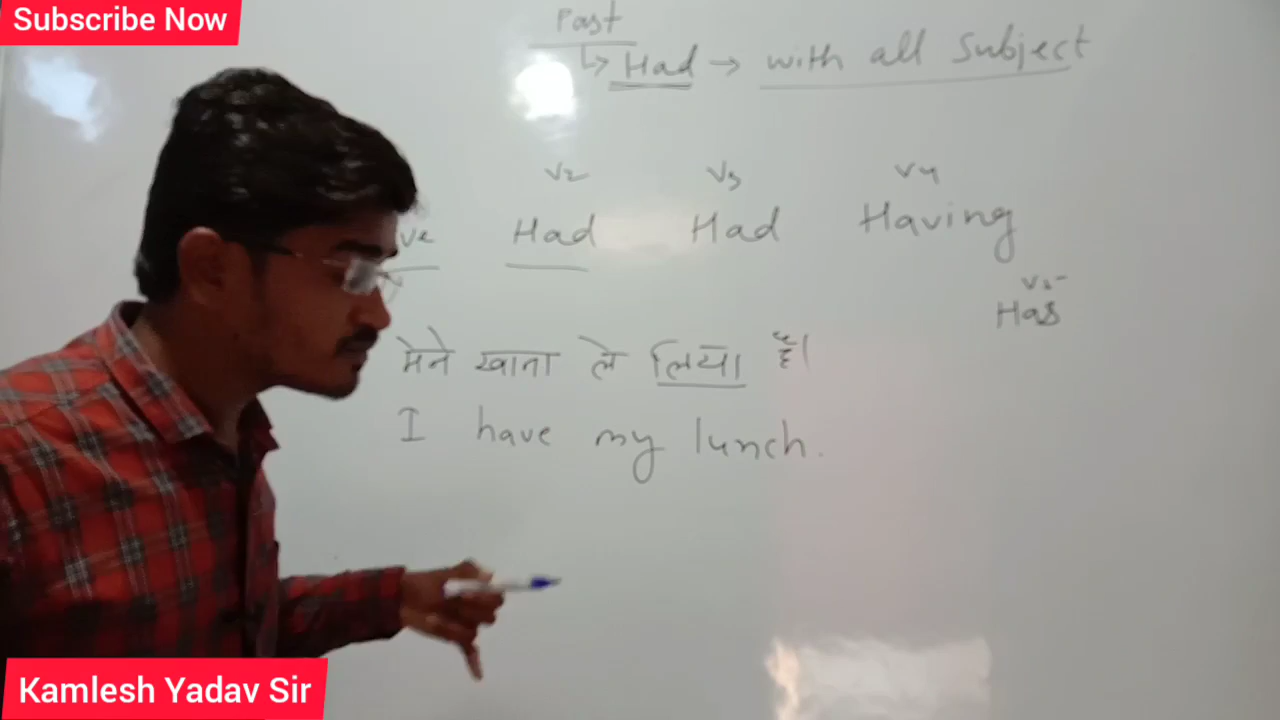 Subscribe Now
Past
↳ Had → with all Subject
V2 V3 V4
Had Had Having
V5
Has
मेने खाना ले लिया है।
I have my lunch.
Kamlesh Yadav Sir